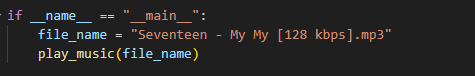 if __name__ == "__main__":
    file_name = "Seventeen - My My [128 kbps].mp3"
    play_music(file_name)